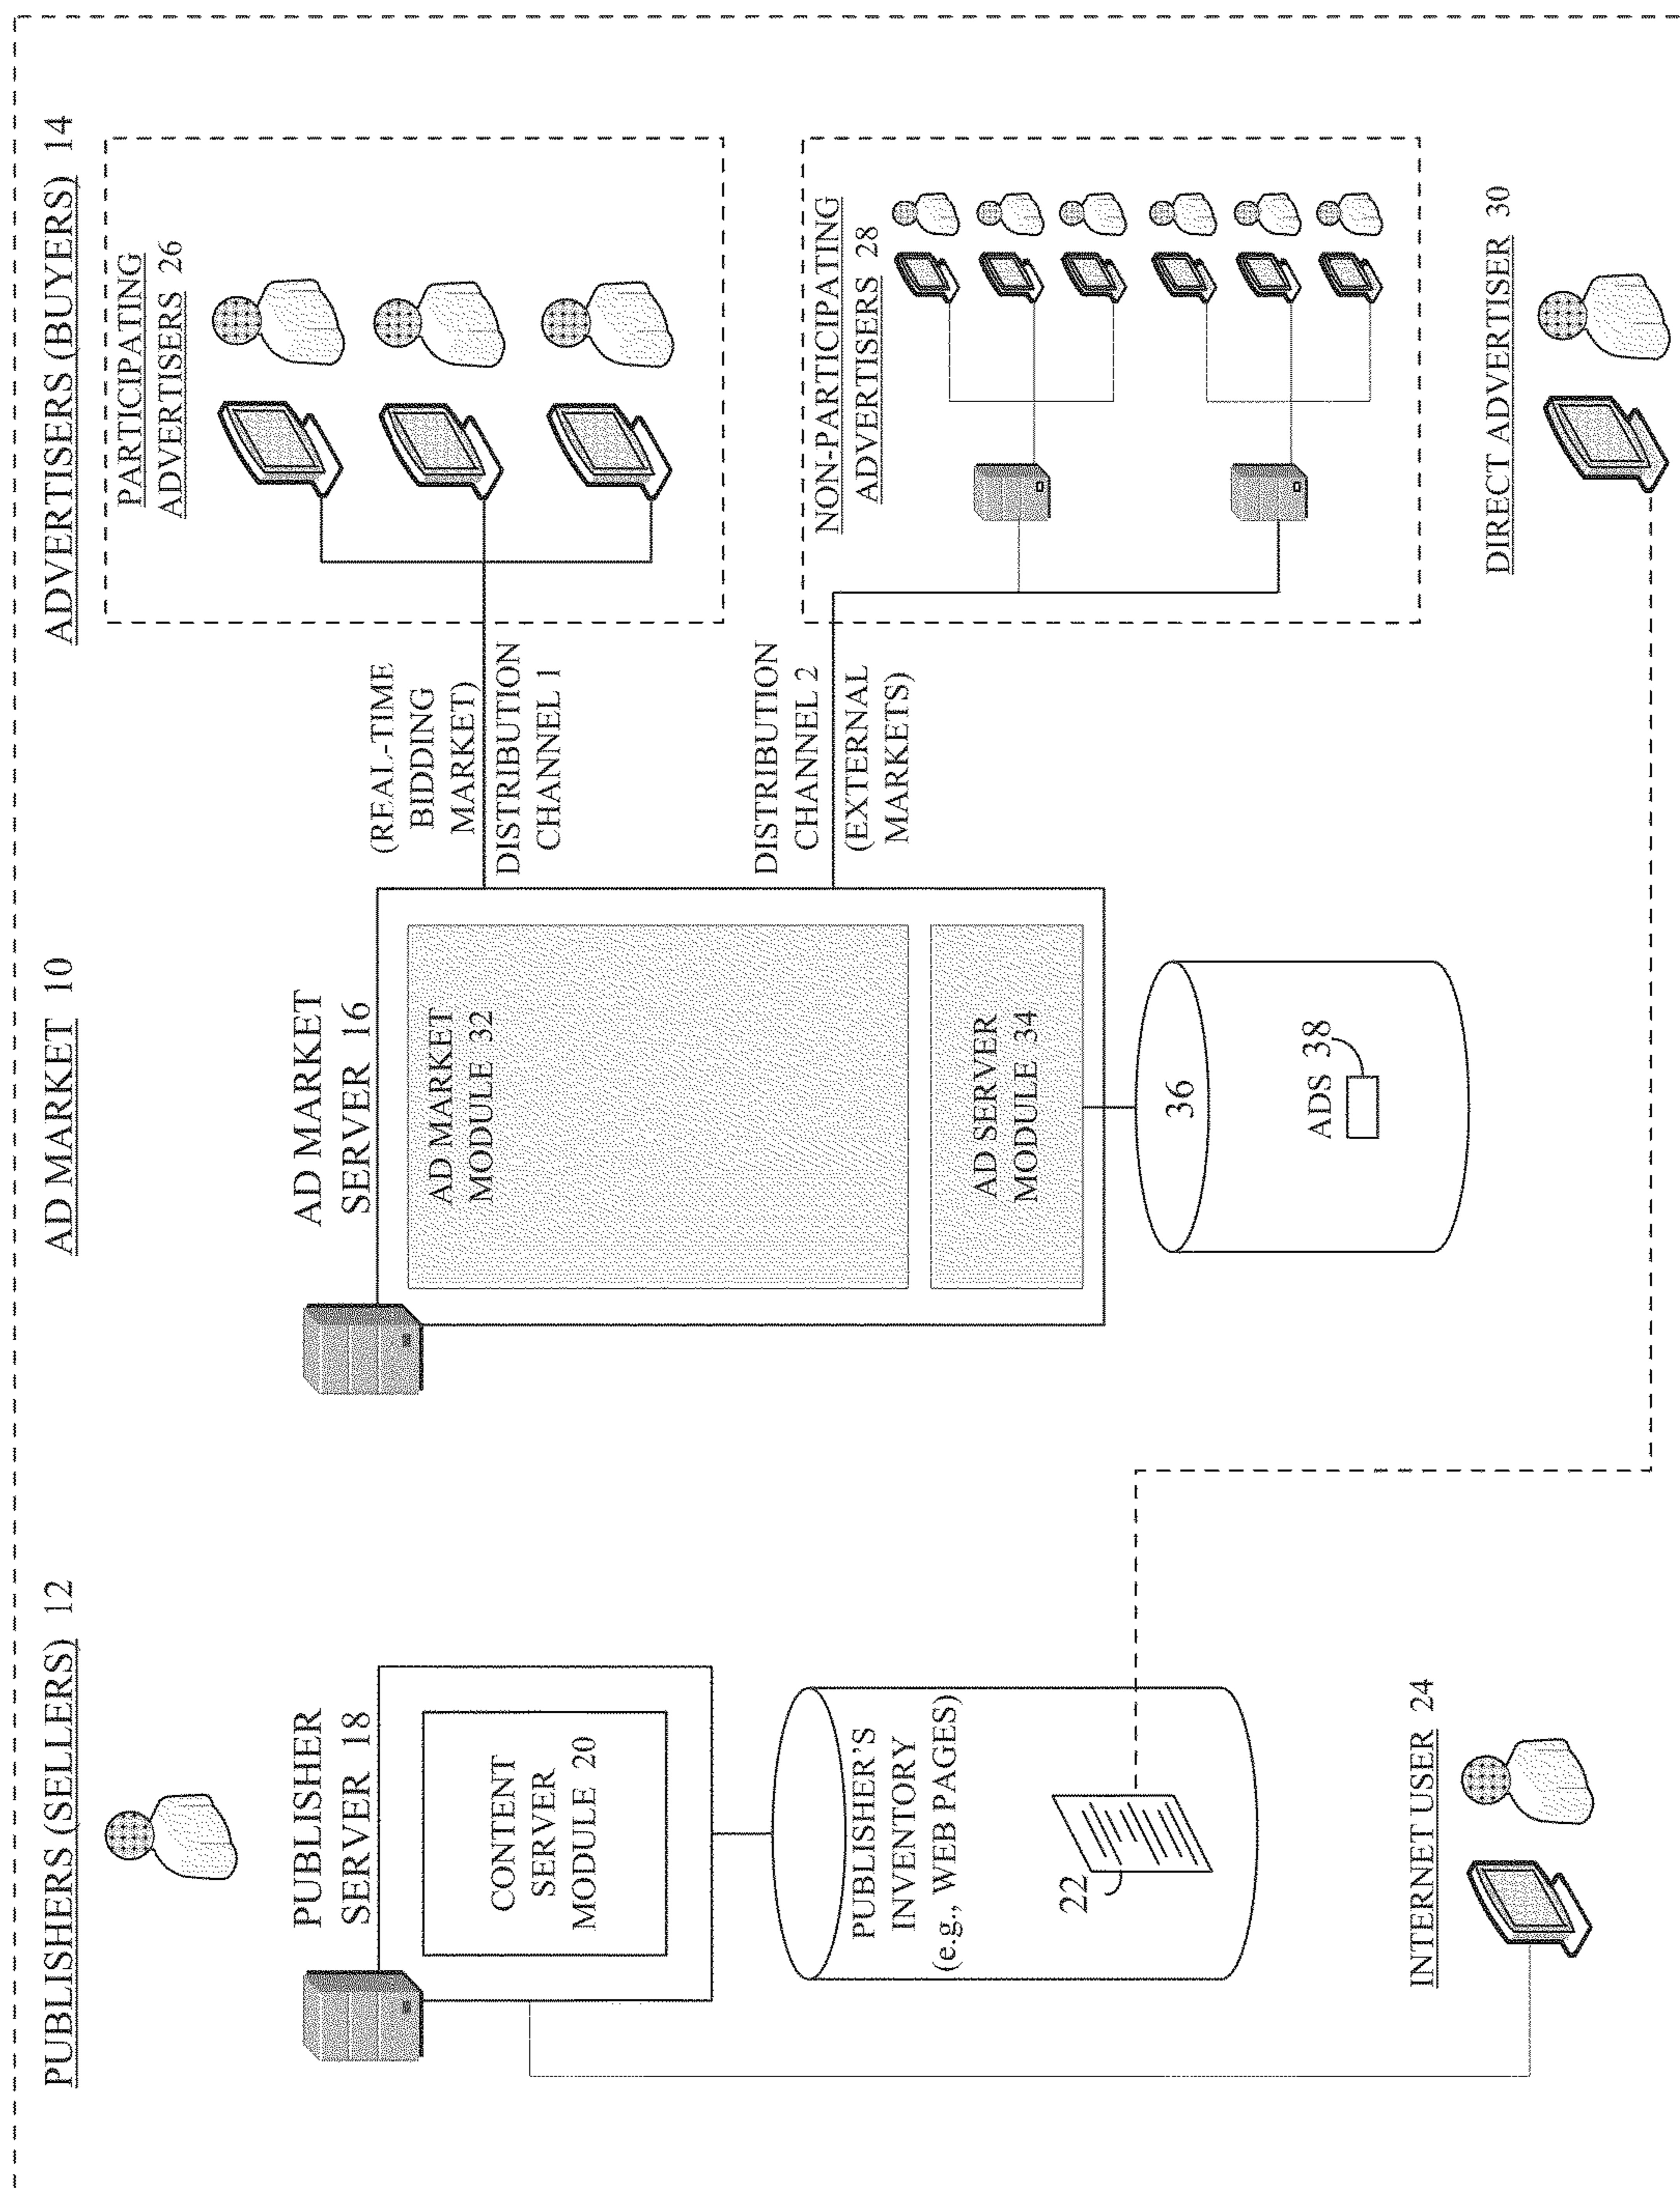 PUBLISHERS (SELLERS) 12
AD MARKET 10
ADVERTISERS (BUYERS) 14
PUBLISHER
SERVER 18
CONTENT
SERVER
MODULE 20
PUBLISHER'S
INVENTORY
(e.g., WEB PAGES)
22
INTERNET USER 24
AD MARKET
SERVER 16
AD MARKET
MODULE 32
AD SERVER
MODULE 34
36
ADS 38
(REAL-TIME
BIDDING
MARKET)
DISTRIBUTION
CHANNEL 1
DISTRIBUTION
CHANNEL 2
(EXTERNAL
MARKETS)
PARTICIPATING
ADVERTISERS 26
NON-PARTICIPATING
ADVERTISERS 28
DIRECT ADVERTISER 30